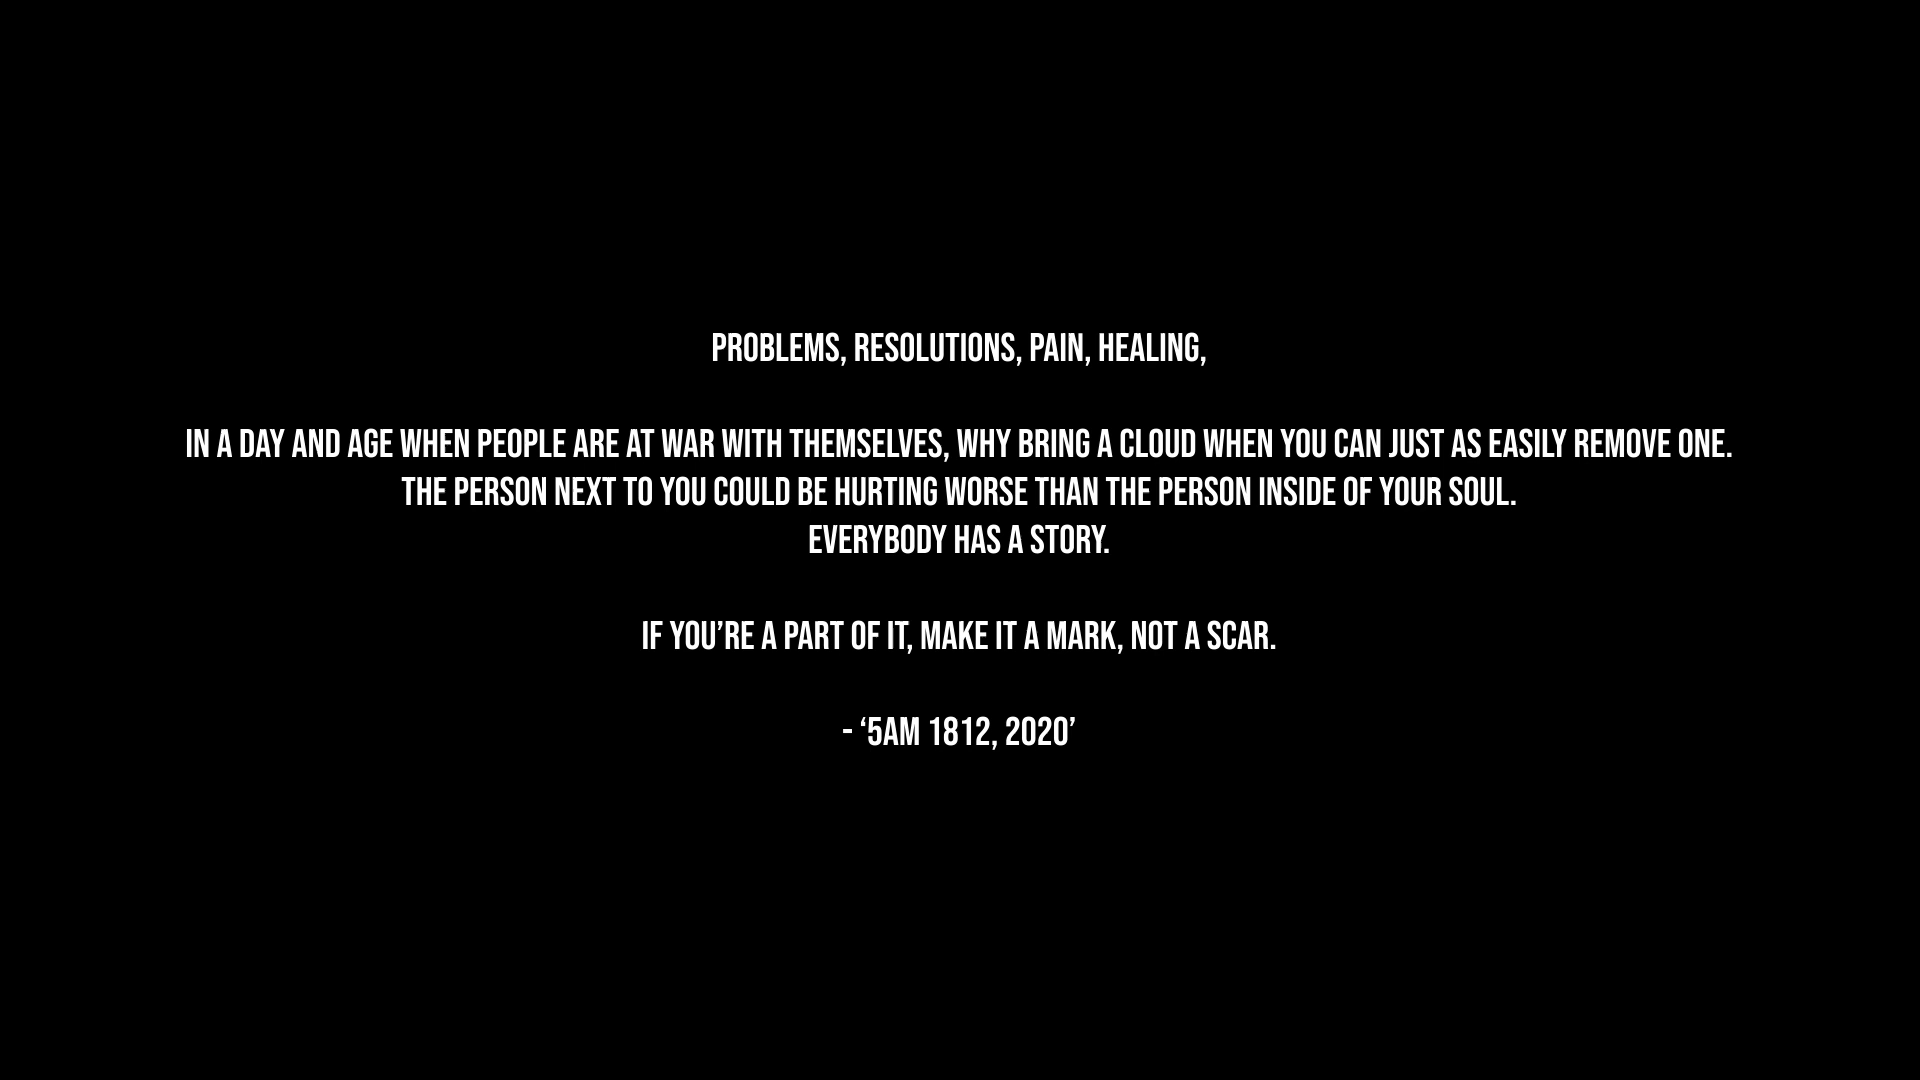 PROBLEMS, RESOLUTIONS, PAIN, HEALING,
IN A DAY AND AGE WHEN PEOPLE ARE AT WAR WITH THEMSELVES, WHY BRING A CLOUD WHEN YOU CAN JUST AS EASILY REMOVE ONE.
THE PERSON NEXT TO YOU COULD BE HURTING WORSE THAN THE PERSON INSIDE OF YOUR SOUL.
EVERYBODY HAS A STORY.
IF YOU’RE A PART OF IT, MAKE IT A MARK, NOT A SCAR.
- ‘5AM 1812, 2020’